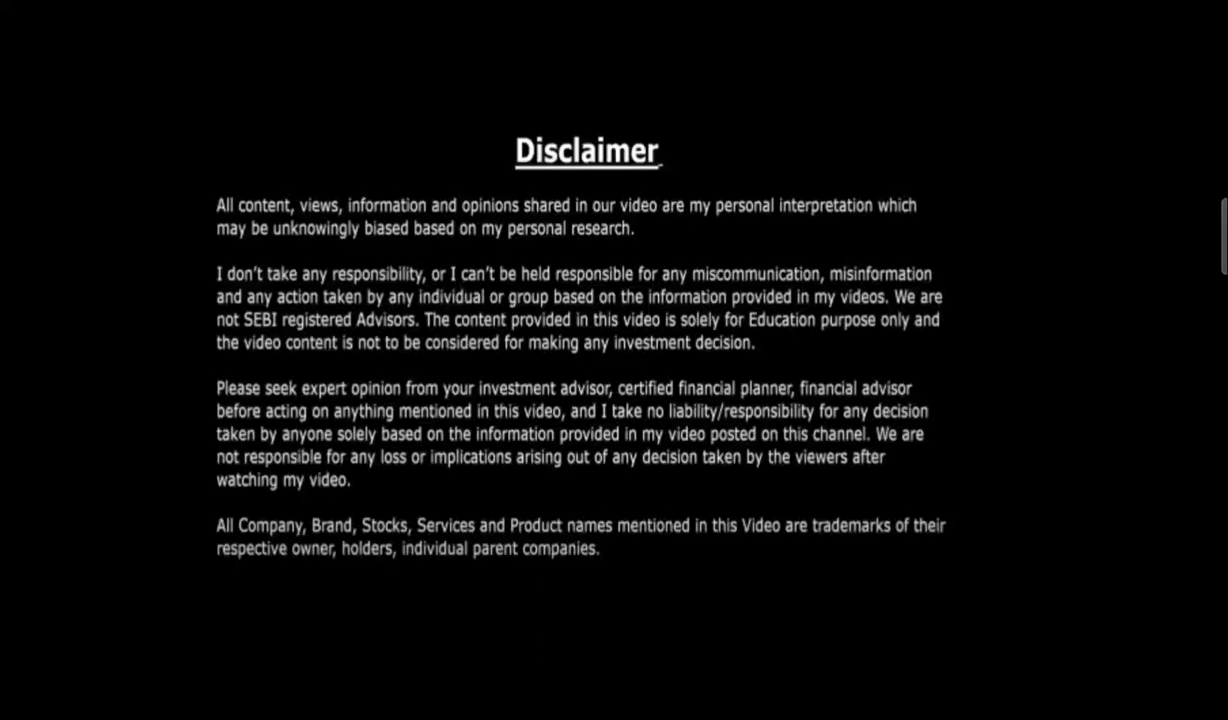 Disclaimer
All content, views, information and opinions shared in our video are my personal interpretation which
may be unknowingly biased based on my personal research.
I don't take any responsibility, or I can't be held responsible for any miscommunication, misinformation
and any action taken by any individual or group based on the information provided in my videos. We are
not SEBI registered Advisors. The content provided in this video is solely for Education purpose only and
the video content is not to be considered for making any investment decision.
Please seek expert opinion from your investment advisor, certified financial planner, financial advisor
before acting on anything mentioned in this video, and I take no liability/responsibility for any decision
taken by anyone solely based on the information provided in my video posted on this channel. We are
not responsible for any loss or implications arising out of any decision taken by the viewers after
watching my video.
All Company, Brand, Stocks, Services and Product names mentioned in this Video are trademarks of their
respective owner, holders, individual parent companies.